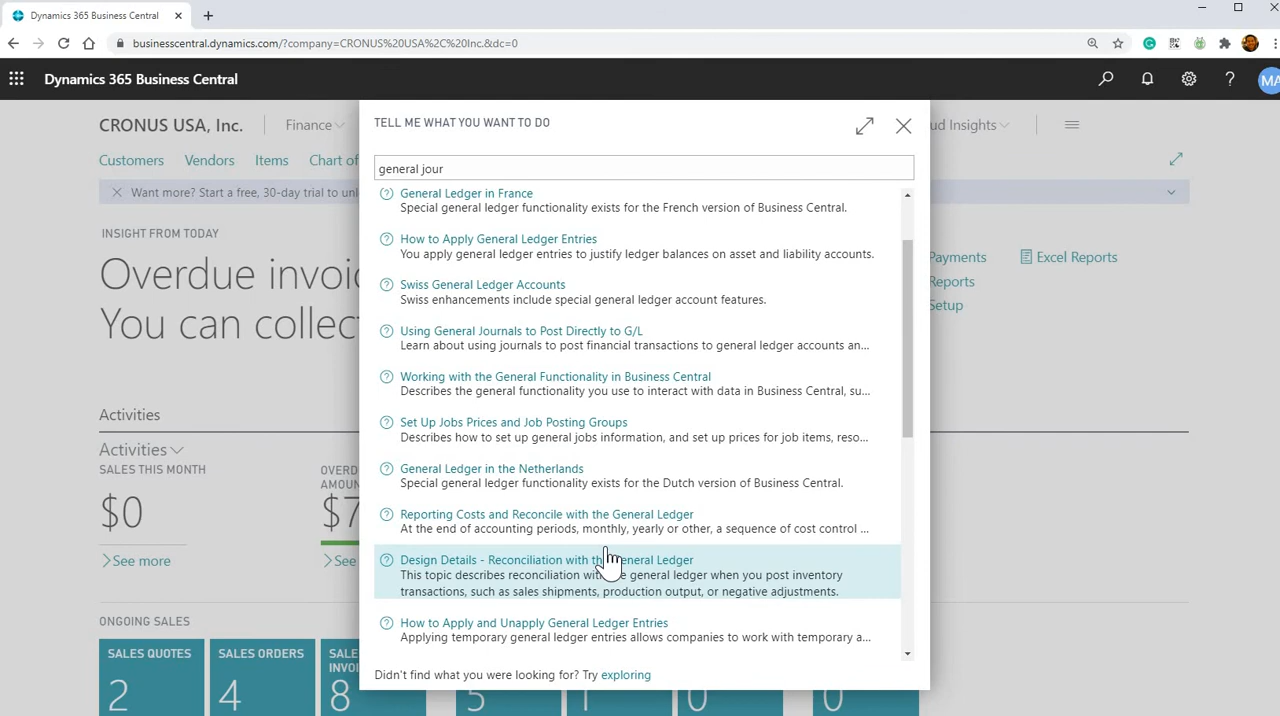 Dynamics 365 Business Central
businesscentral.dynamics.com/?company=CRONUS%20USA%2C%20Inc.&dc=0
Dynamics 365 Business Central
MA
CRONUS USA, Inc.
Finance
ud Insights
Customers
Vendors
Items
Chart of
Want more? Start a free, 30-day trial to unl
INSIGHT FROM TODAY
Overdue invoi
You can collect
Payments
Excel Reports
Reports
Setup
Activities
Activities
SALES THIS MONTH
OVERD
AMOUN
$0
$7
See more
See
ONGOING SALES
SALES QUOTES
SALES ORDERS
SALE
INVOI
2
4
8
5
1
0
0
TELL ME WHAT YOU WANT TO DO
general jour
General Ledger in France
Special general ledger functionality exists for the French version of Business Central.
How to Apply General Ledger Entries
You apply general ledger entries to justify ledger balances on asset and liability accounts.
Swiss General Ledger Accounts
Swiss enhancements include special general ledger account features.
Using General Journals to Post Directly to G/L
Learn about using journals to post financial transactions to general ledger accounts an...
Working with the General Functionality in Business Central
Describes the general functionality you use to interact with data in Business Central, su...
Set Up Jobs Prices and Job Posting Groups
Describes how to set up general jobs information, and set up prices for job items, reso...
General Ledger in the Netherlands
Special general ledger functionality exists for the Dutch version of Business Central.
Reporting Costs and Reconcile with the General Ledger
At the end of accounting periods, monthly, yearly or other, a sequence of cost control ...
Design Details - Reconciliation with th eneral Ledger
This topic describes reconciliation with e general ledger when you post inventory
transactions, such as sales shipments, production output, or negative adjustments.
How to Apply and Unapply General Ledger Entries
Applying temporary general ledger entries allows companies to work with temporary a...
Didn't find what you were looking for? Try exploring